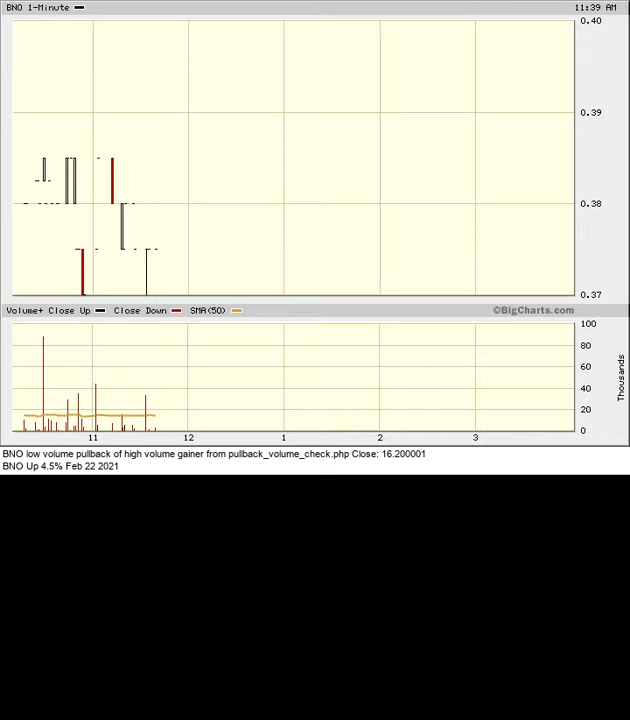 BNO 1-Minute 11:39 AM
0.40
0.39
0.38
0.37
Volume+ Close Up Close Down SMA(50) ©BigCharts.com
100
80
60
40
20
0
Thousands
11 12 1 2 3
BNO low volume pullback of high volume gainer from pullback_volume_check.php Close: 16.200001
BNO Up 4.5% Feb 22 2021